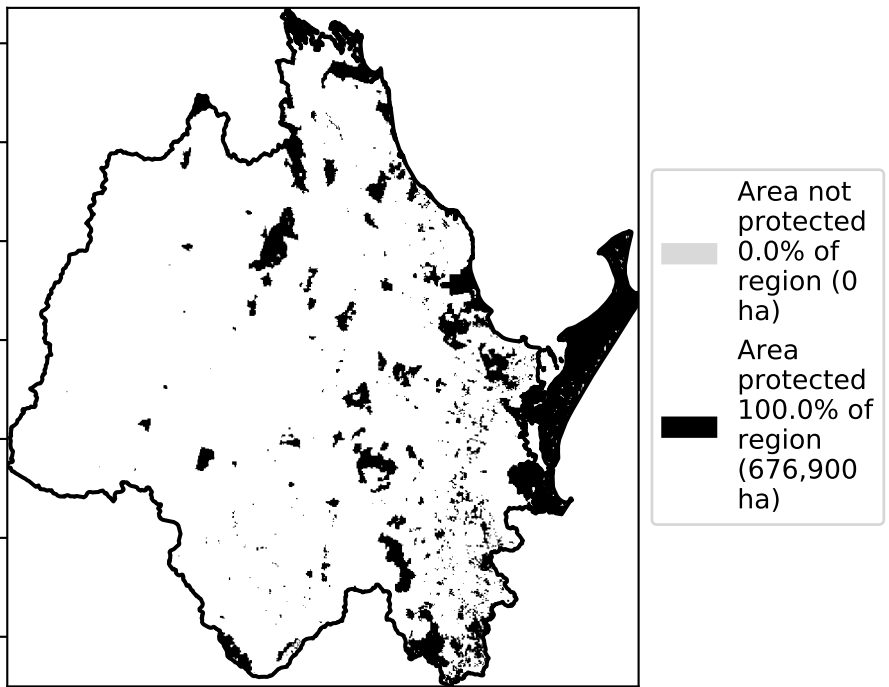 Area not
protected
0.0% of
region (0
ha)
Area
protected
100.0% of
region
(676,900
ha)